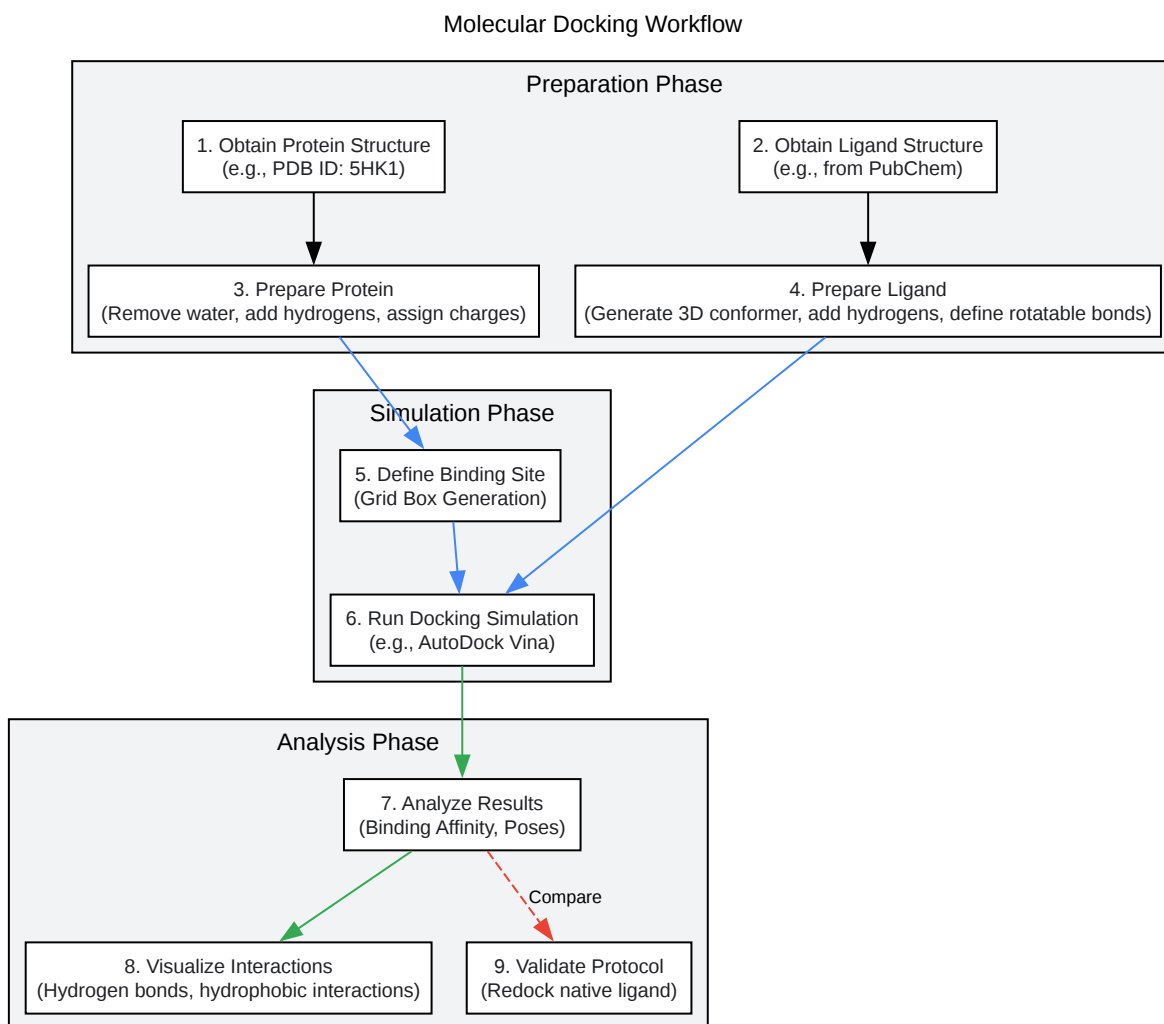 Molecular Docking Workflow
Preparation Phase
1. Obtain Protein Structure
(e.g., PDB ID: 5HK1)
2. Obtain Ligand Structure
(e.g., from PubChem)
3. Prepare Protein
(Remove water, add hydrogens, assign charges)
4. Prepare Ligand
(Generate 3D conformer, add hydrogens, define rotatable bonds)
Simulation Phase
5. Define Binding Site
(Grid Box Generation)
6. Run Docking Simulation
(e.g., AutoDock Vina)
Analysis Phase
7. Analyze Results
(Binding Affinity, Poses)
Compare
8. Visualize Interactions
(Hydrogen bonds, hydrophobic interactions)
9. Validate Protocol
(Redock native ligand)